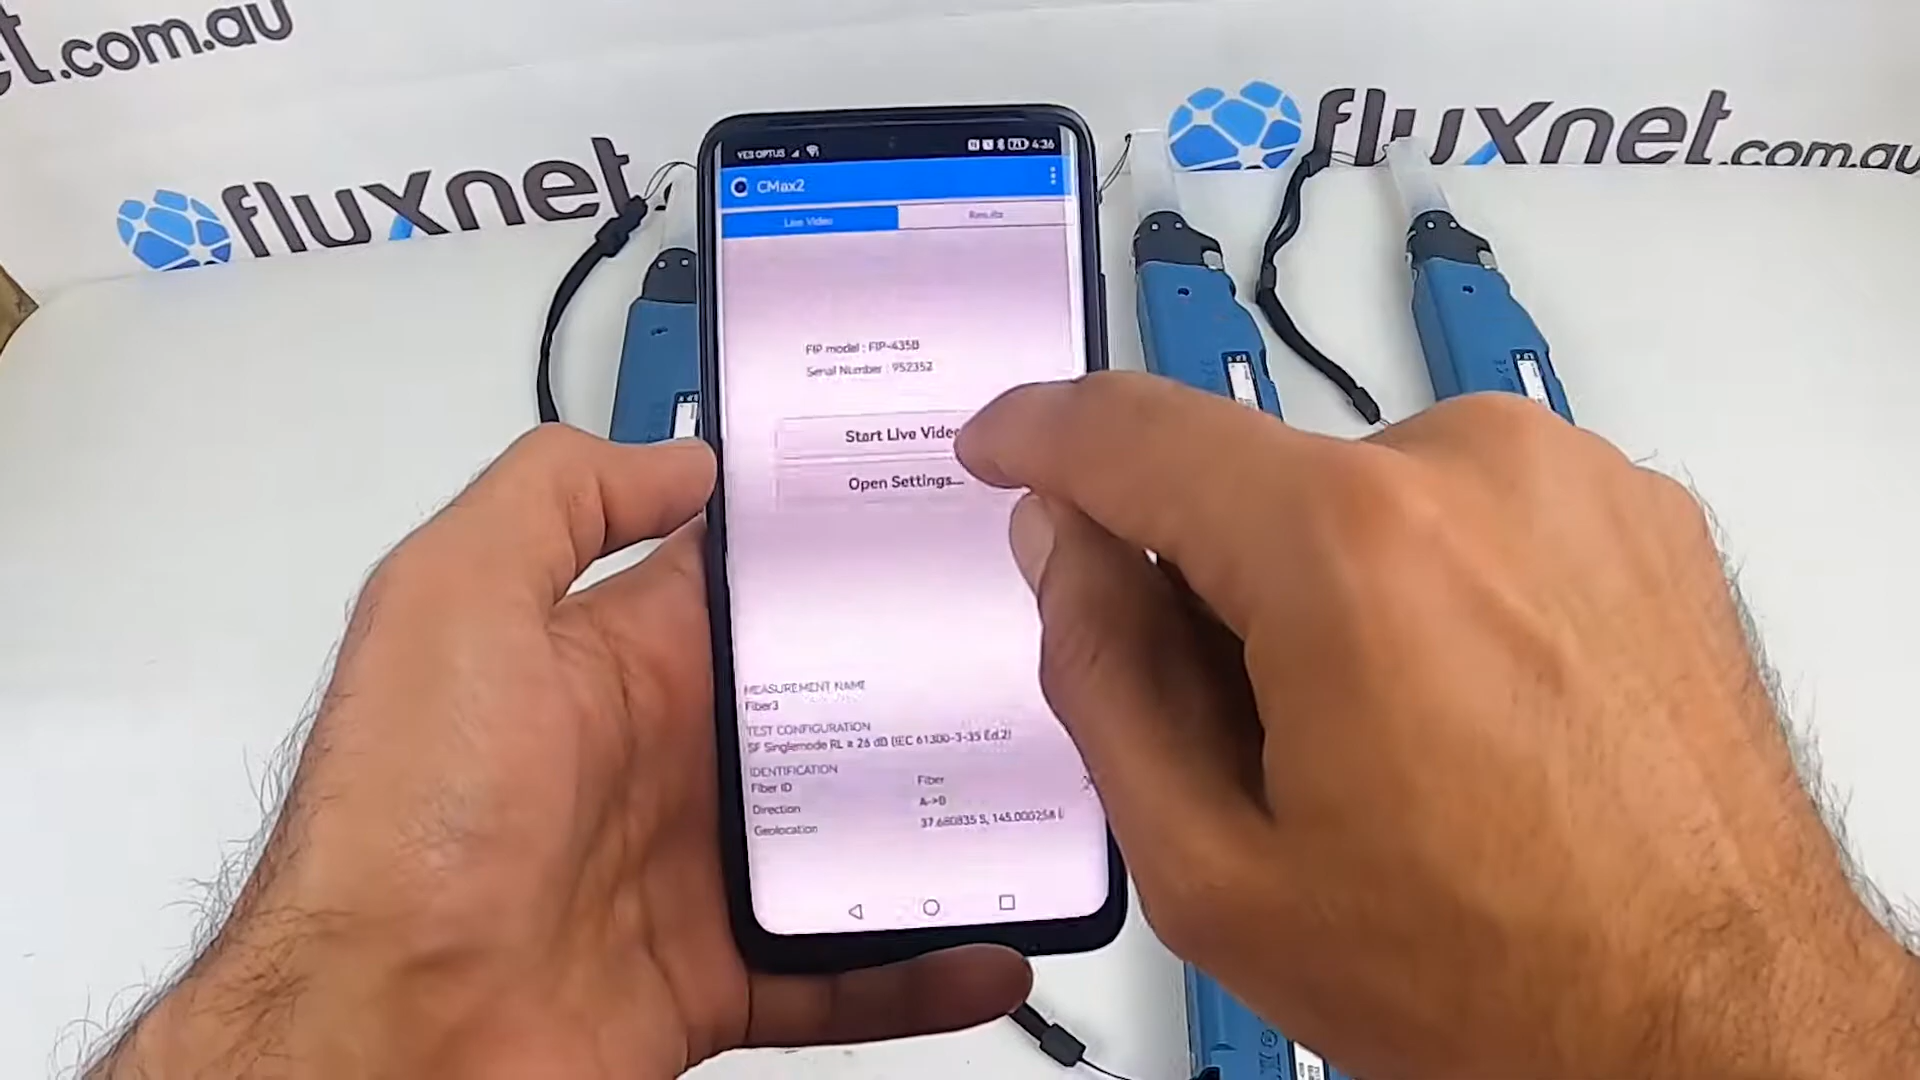 et.com.au
fluxnet
fluxnet.com.au
YES OPTUS
71
4:36
CMax2
Live Video
Results
FIP model : FIP-435B
Serial Number : 952352
Start Live Video
Open Settings...
MEASUREMENT NAME
Fiber3
TEST CONFIGURATION
SF Singlemode RL ≥ 26 dB (IEC 61300-3-35 Ed.2)
IDENTIFICATION
Fiber ID
Fiber
Direction
A->B
Geolocation
37.680835 S, 145.000258